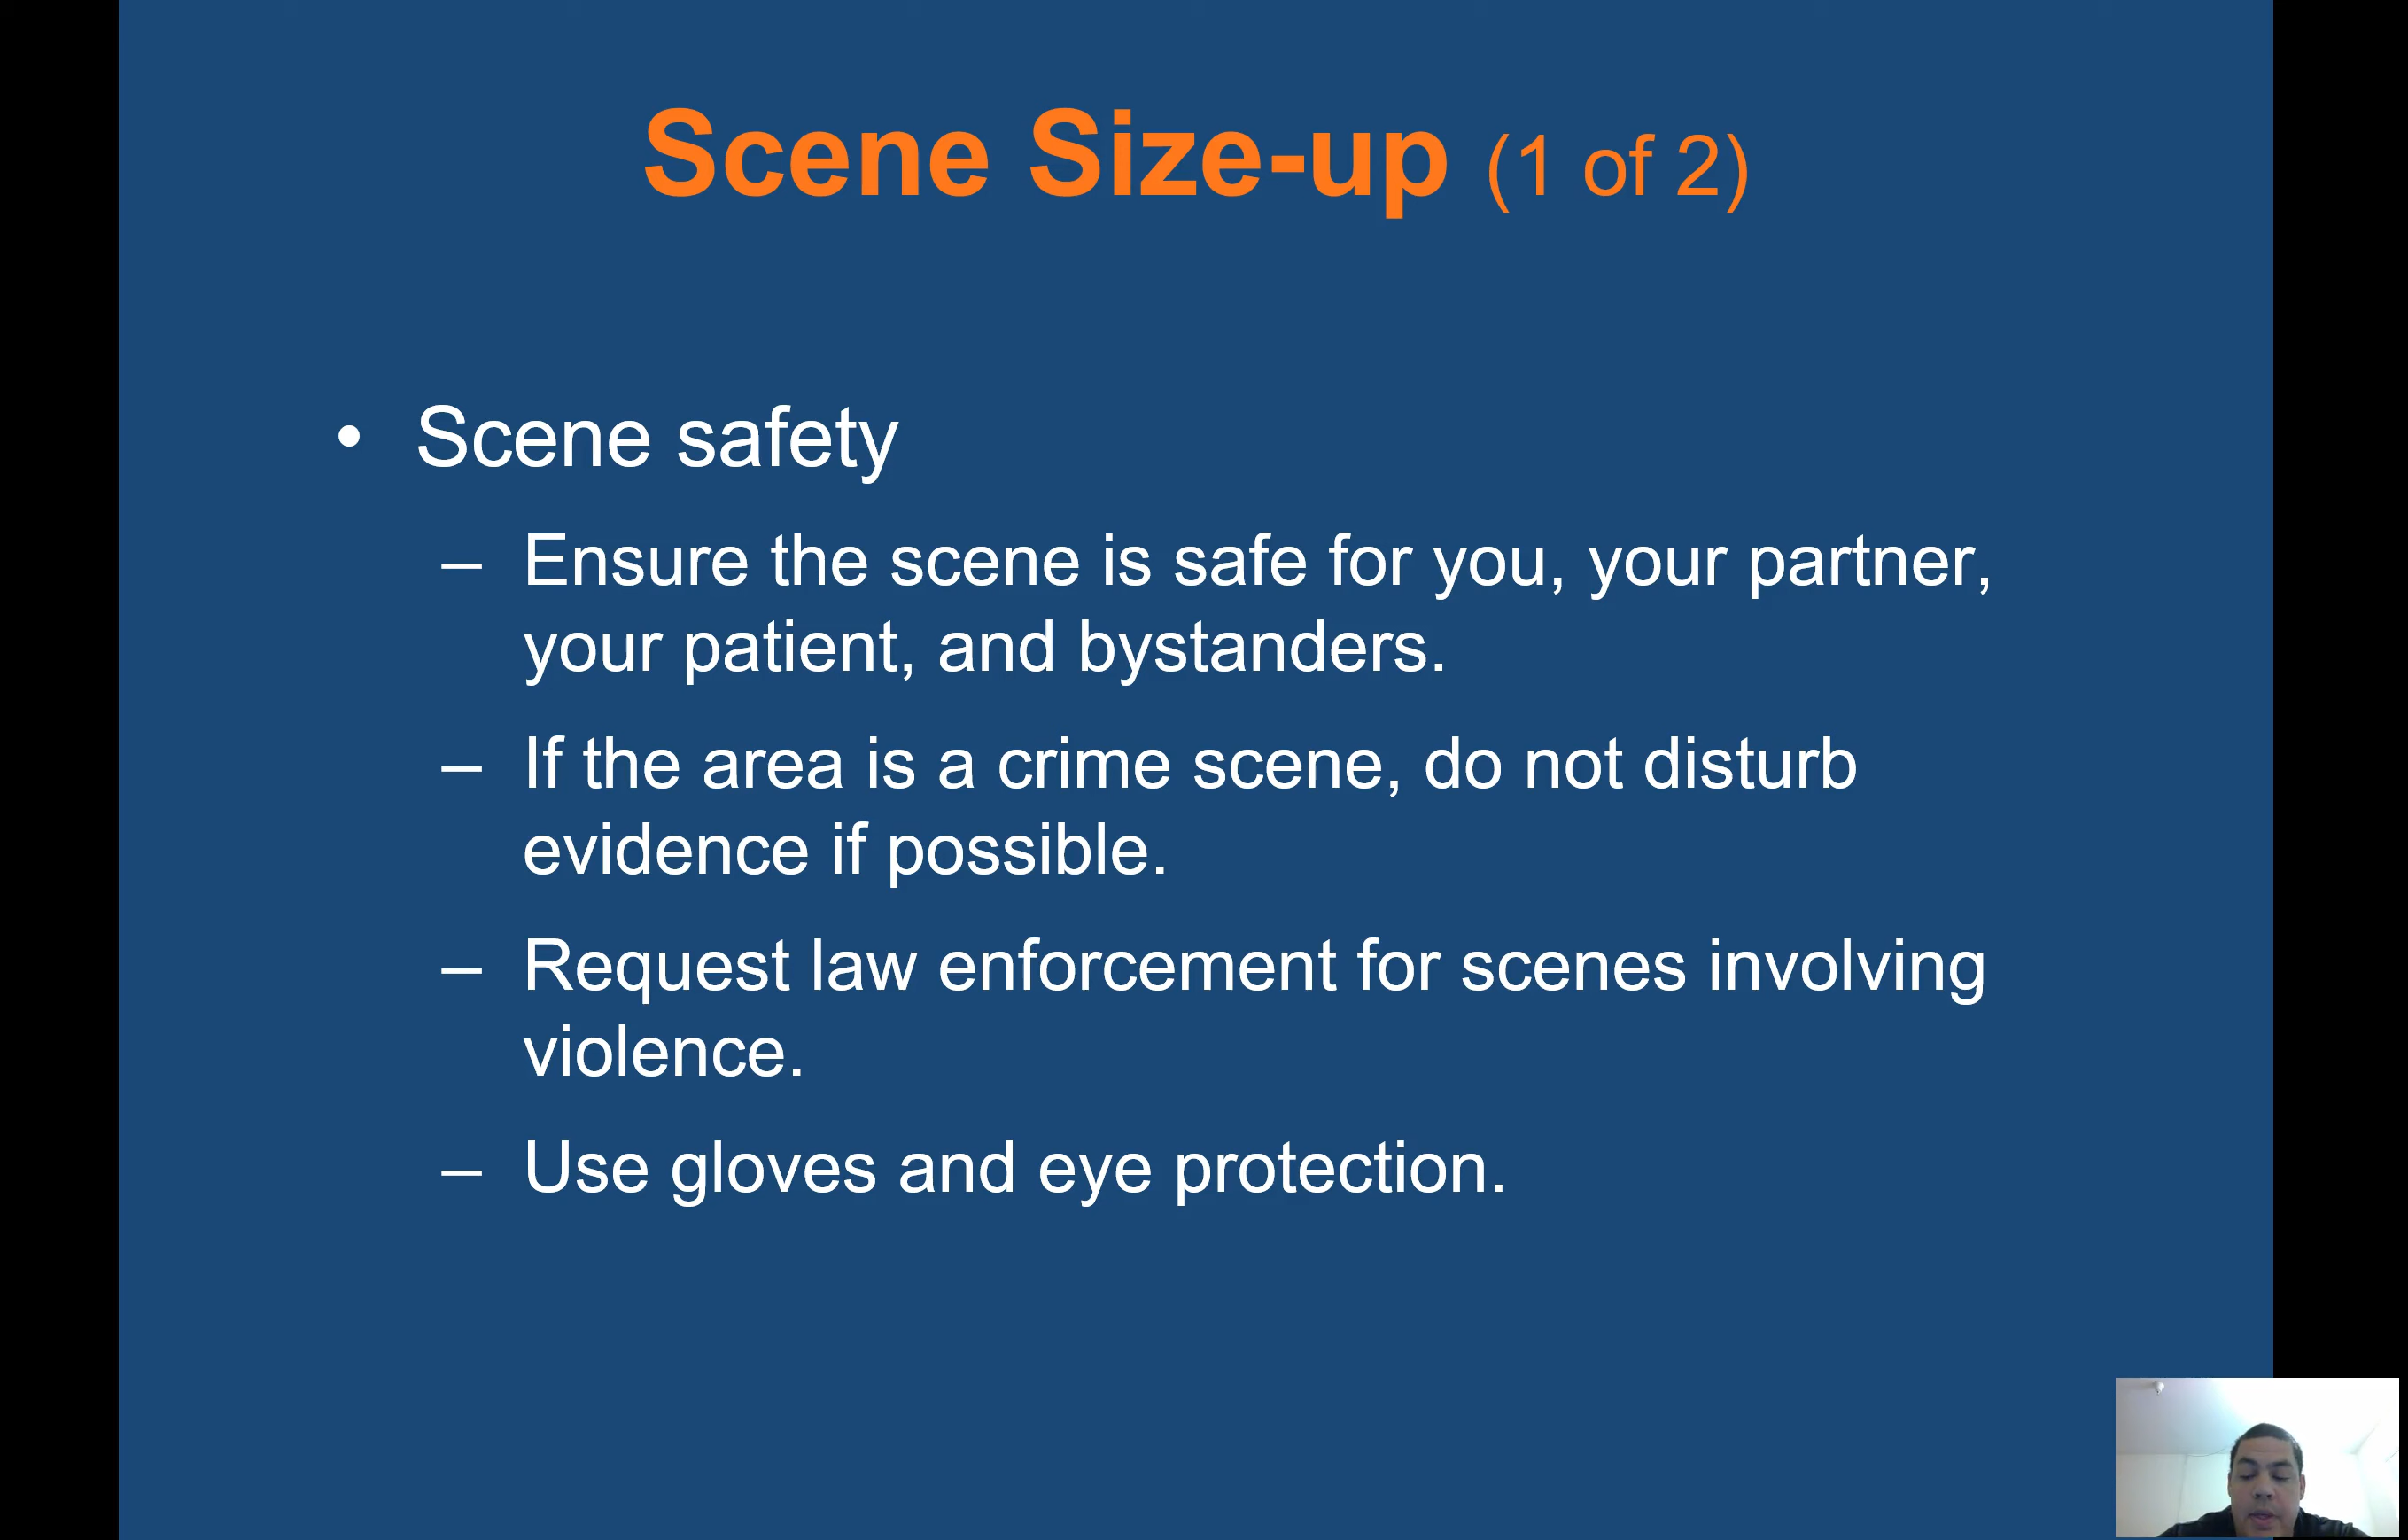 Scene Size-up (1 of 2)
• Scene safety
– Ensure the scene is safe for you, your partner,
your patient, and bystanders.
– If the area is a crime scene, do not disturb
evidence if possible.
– Request law enforcement for scenes involving
violence.
– Use gloves and eye protection.